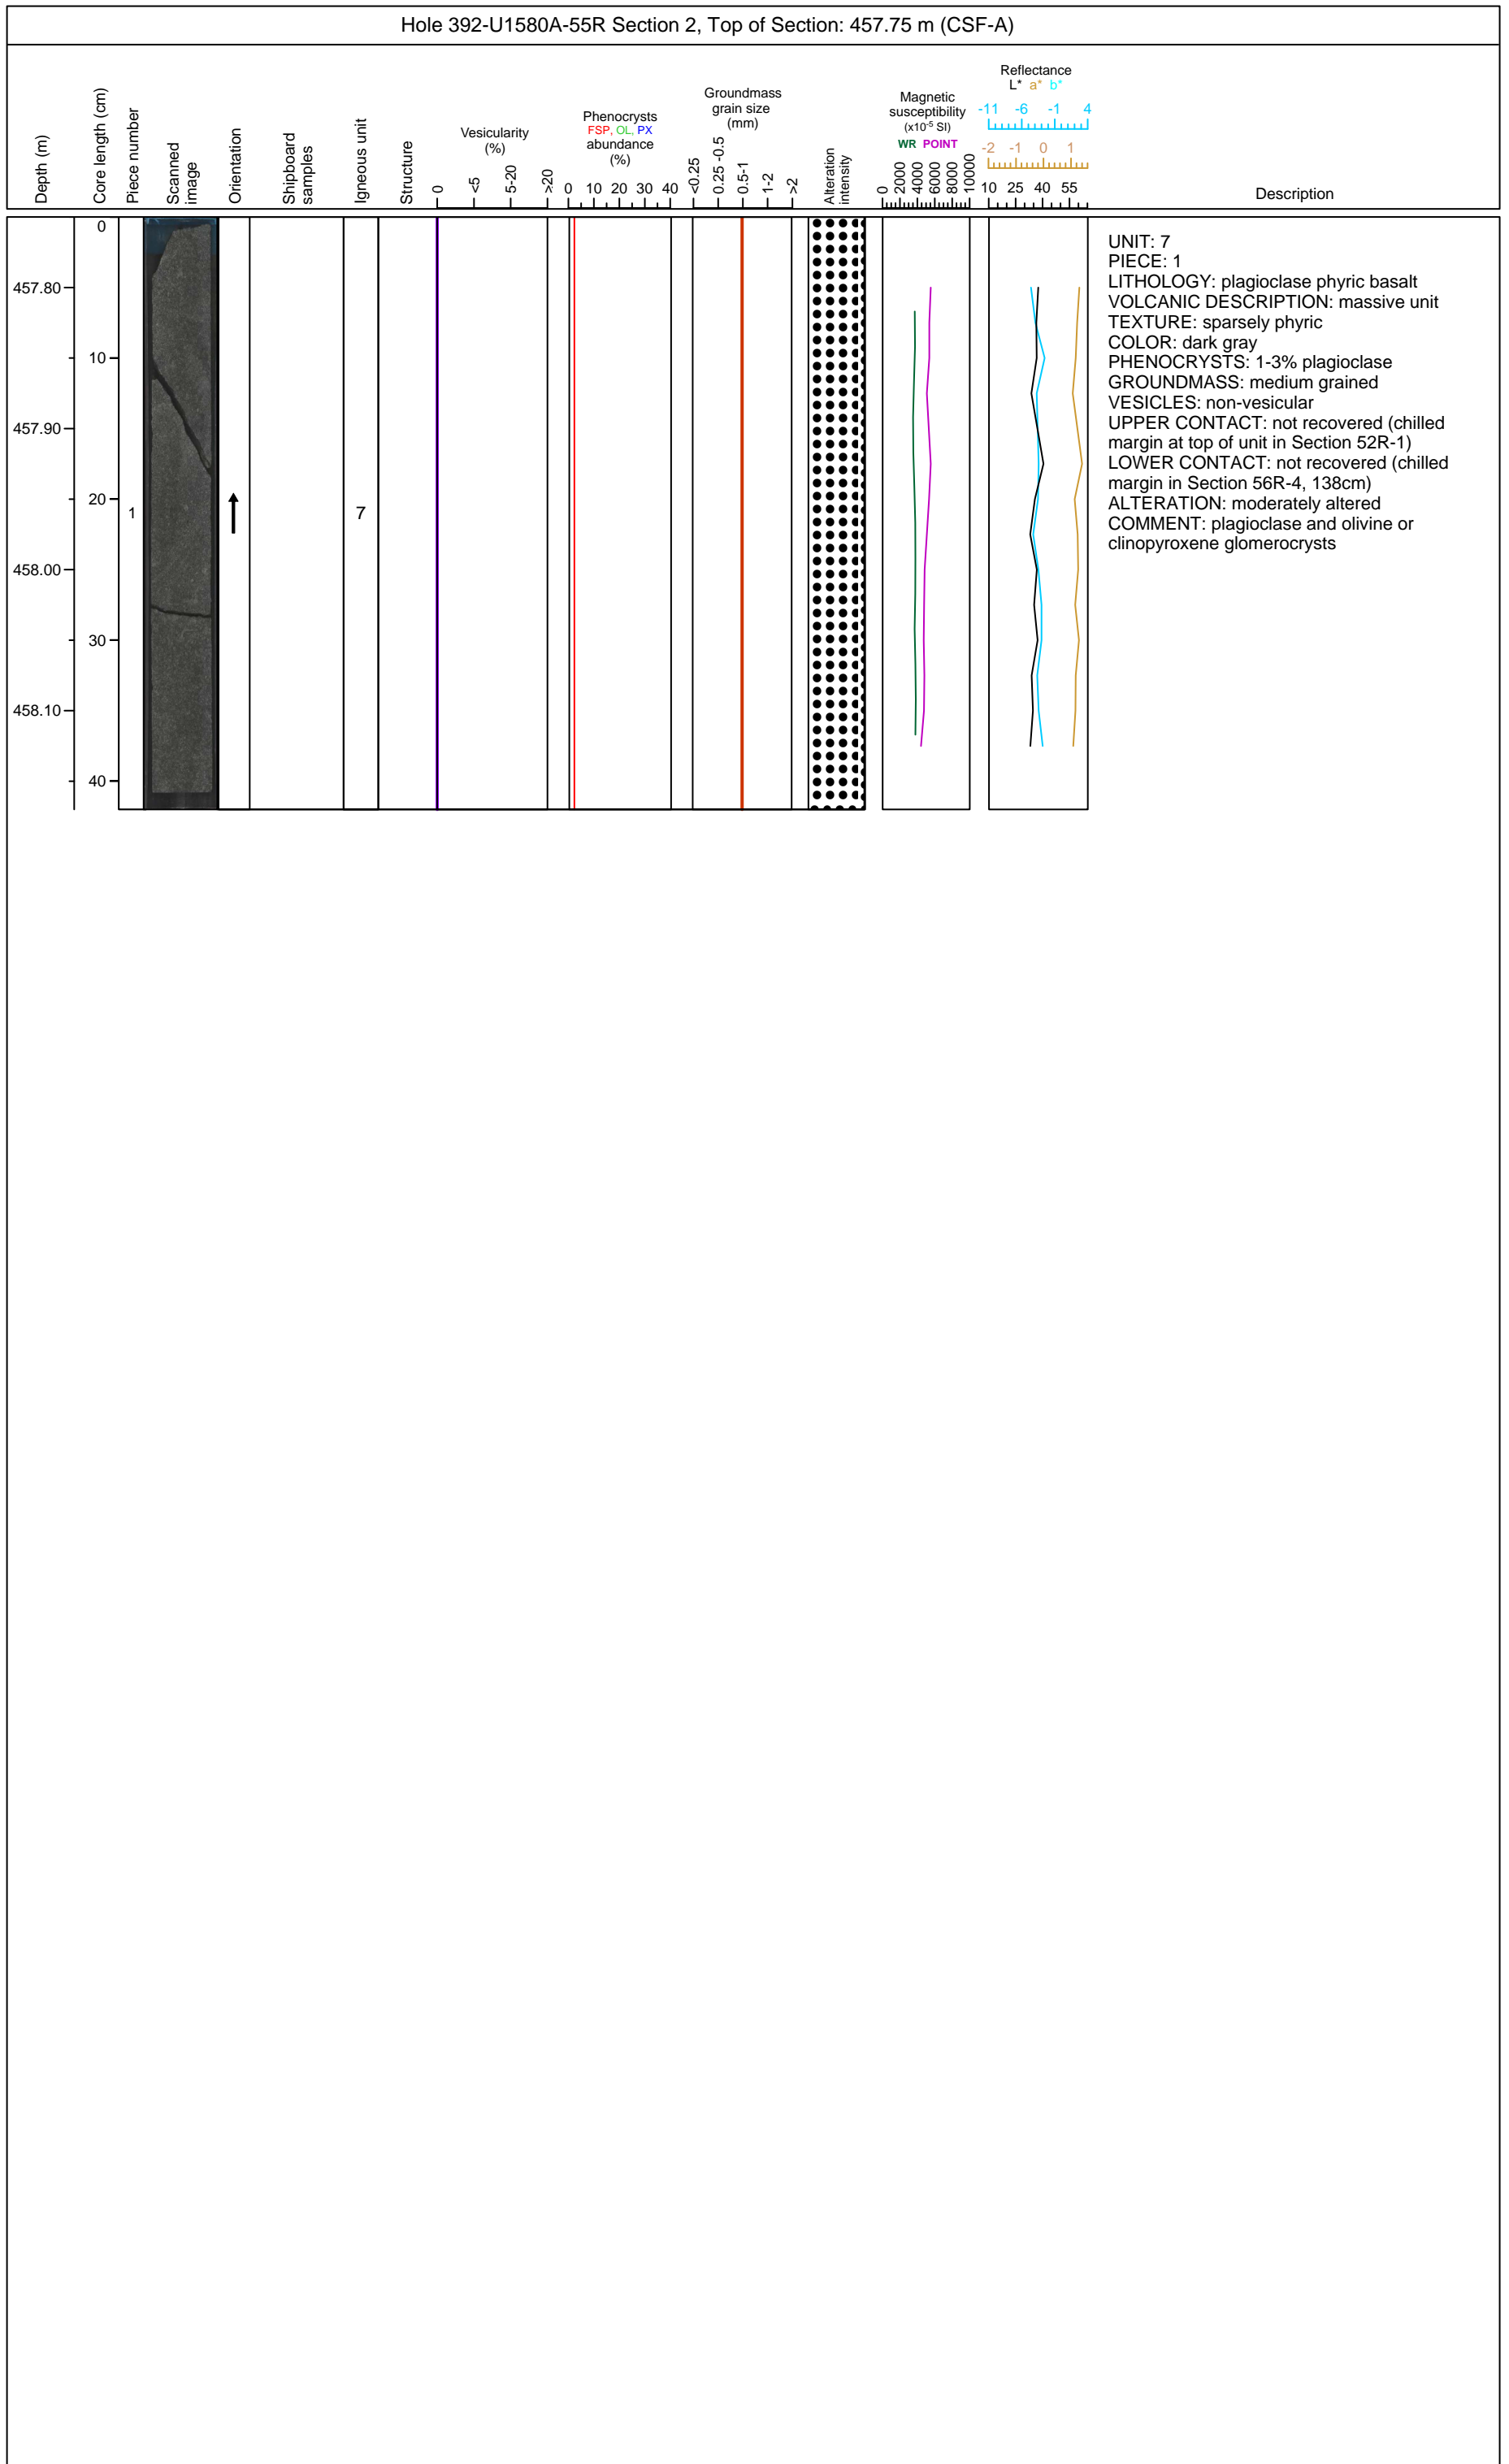 Hole 392-U1580A-55R Section 2, Top of Section: 457.75 m (CSF-A)
Depth (m)
Core length (cm)
Piece number
Scanned
image
Orientation
Shipboard
samples
Igneous unit
Structure
Vesicularity
(%)
0
<5
5-20
>20
Phenocrysts
FSP, OL, PX
abundance
(%)
0 10 20 30 40
Groundmass
grain size
(mm)
<0.25
0.25 -0.5
0.5-1
1-2
>2
Alteration
intensity
Magnetic
susceptibility
(x10-5 SI)
WR POINT
0
2000
4000
6000
8000
10000
Reflectance
L* a* b*
-11 -6 -1 4
-2 -1 0 1
10 25 40 55
Description
457.80
457.90
458.00
458.10
0
10
20
30
40
1
7
UNIT: 7
PIECE: 1
LITHOLOGY: plagioclase phyric basalt
VOLCANIC DESCRIPTION: massive unit
TEXTURE: sparsely phyric
COLOR: dark gray
PHENOCRYSTS: 1-3% plagioclase
GROUNDMASS: medium grained
VESICLES: non-vesicular
UPPER CONTACT: not recovered (chilled
margin at top of unit in Section 52R-1)
LOWER CONTACT: not recovered (chilled
margin in Section 56R-4, 138cm)
ALTERATION: moderately altered
COMMENT: plagioclase and olivine or
clinopyroxene glomerocrysts